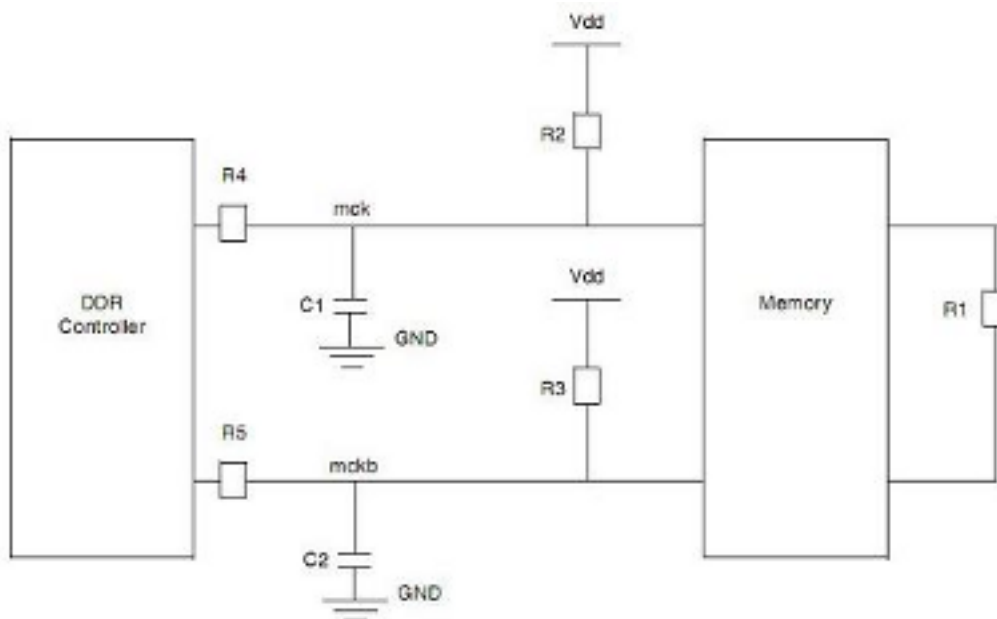 Vdd
R2
R4
mck
Vdd
DDR
Controller
C1
GND
Memory
R1
R3
R5
mckb
C2
GND